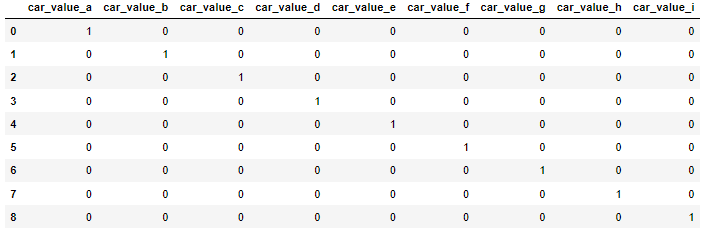 car_value_a car_value_b car_value_c car_value_d car_value_e car_value_f car_value_g car_value_h car_value_i
0 1 0 0 0 0 0 0 0 0
1 0 1 0 0 0 0 0 0 0
2 0 0 1 0 0 0 0 0 0
3 0 0 0 1 0 0 0 0 0
4 0 0 0 0 1 0 0 0 0
5 0 0 0 0 0 1 0 0 0
6 0 0 0 0 0 0 1 0 0
7 0 0 0 0 0 0 0 1 0
8 0 0 0 0 0 0 0 0 1